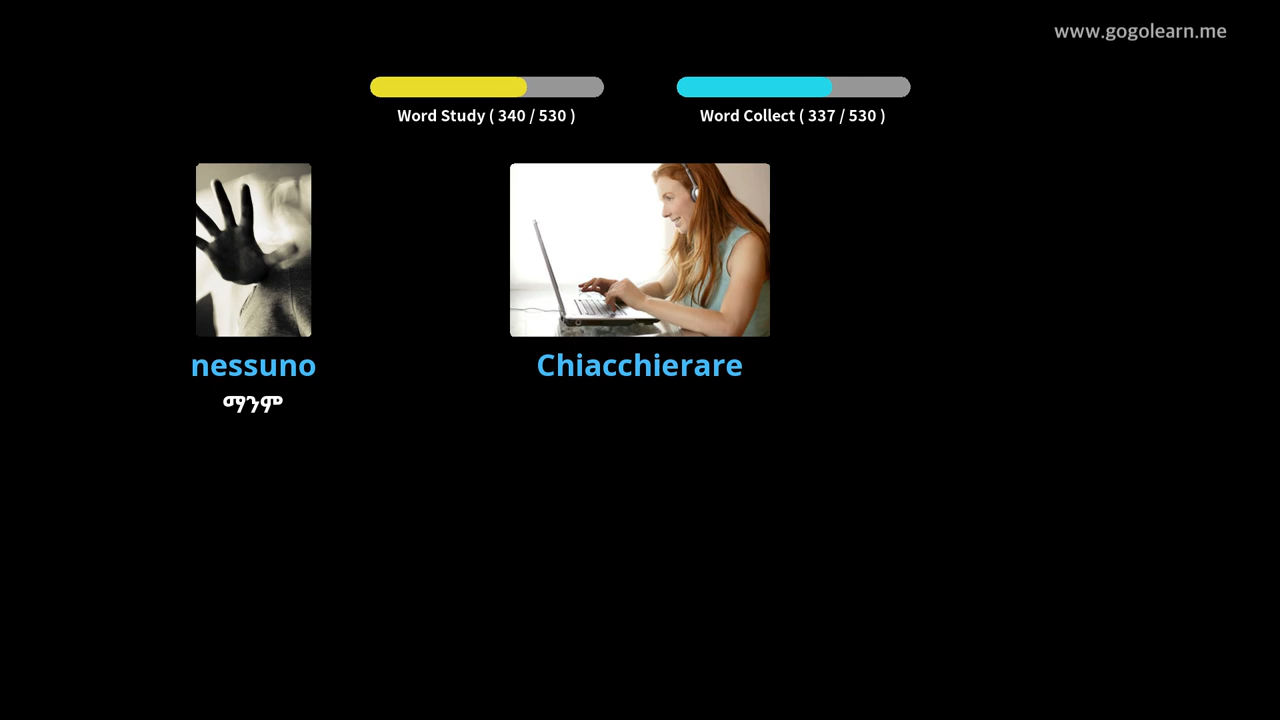 www.gogolearn.me
Word Study ( 340 / 530 )
Word Collect ( 337 / 530 )
nessuno
ማንም
Chiacchierare